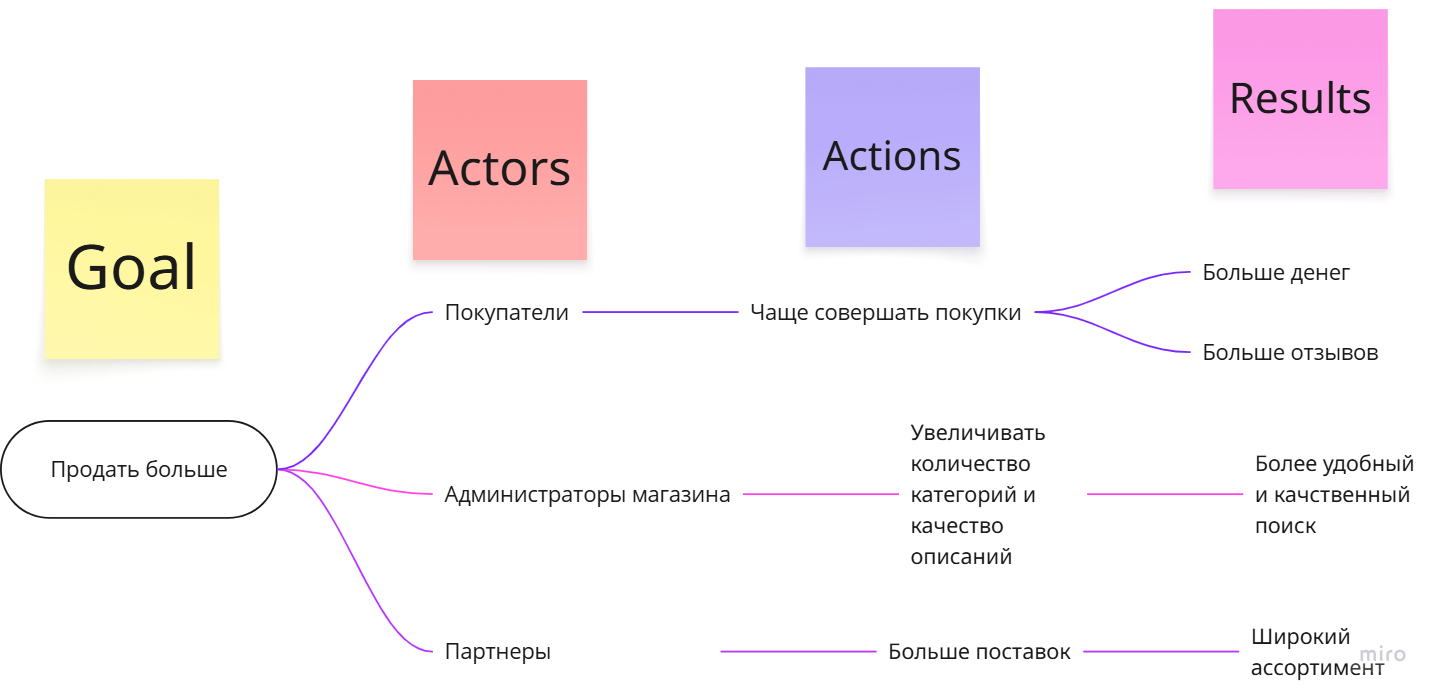 Goal
Actors
Actions
Results
Продать больше
Покупатели
Чаще совершать покупки
Больше денег
Больше отзывов
Администраторы магазина
Увеличивать
количество
категорий и
качество
описаний
Более удобный
и качственный
поиск
Партнеры
Больше поставок
Широкий
ассортимент
miro